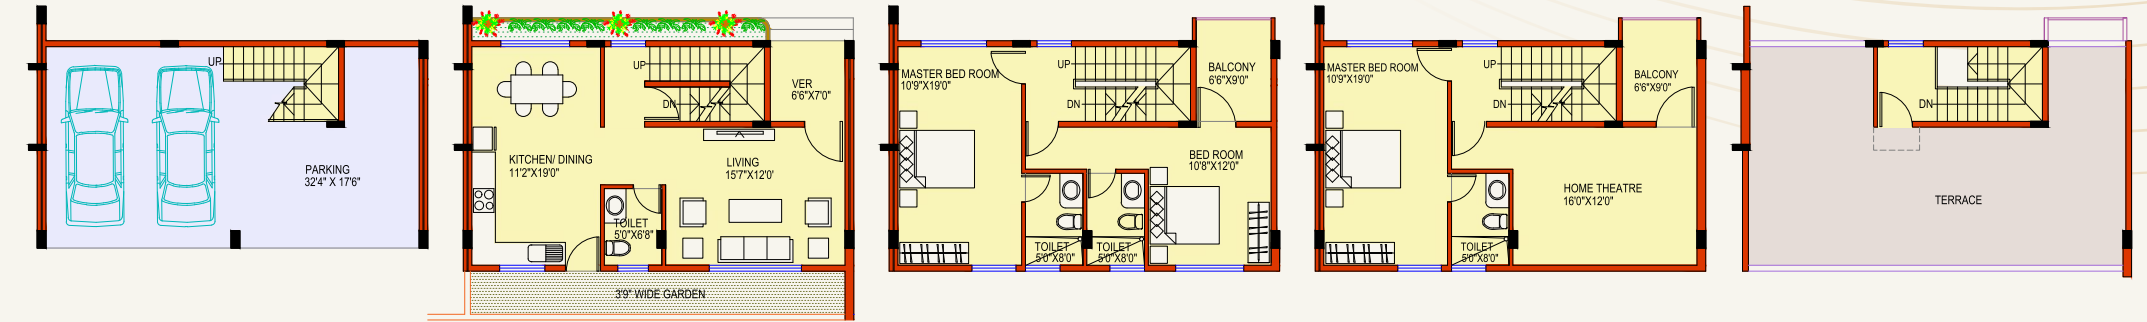 UP
PARKING
32'4" X 17'6"
UP
DN
VER
6'6"X7'0"
KITCHEN/ DINING
11'2"X19'0"
LIVING
15'7"X12'0'
TOILET
5'0"X6'8"
3'9" WIDE GARDEN
MASTER BED ROOM
10'9"X19'0"
UP
DN
BALCONY
6'6"X9'0"
BED ROOM
10'8"X12'0"
TOILET
5'0"X8'0"
TOILET
5'0"X8'0"
MASTER BED ROOM
10'9"X19'0"
UP
DN
BALCONY
6'6"X9'0"
HOME THEATRE
16'0"X12'0"
TOILET
5'0"X8'0"
DN
TERRACE